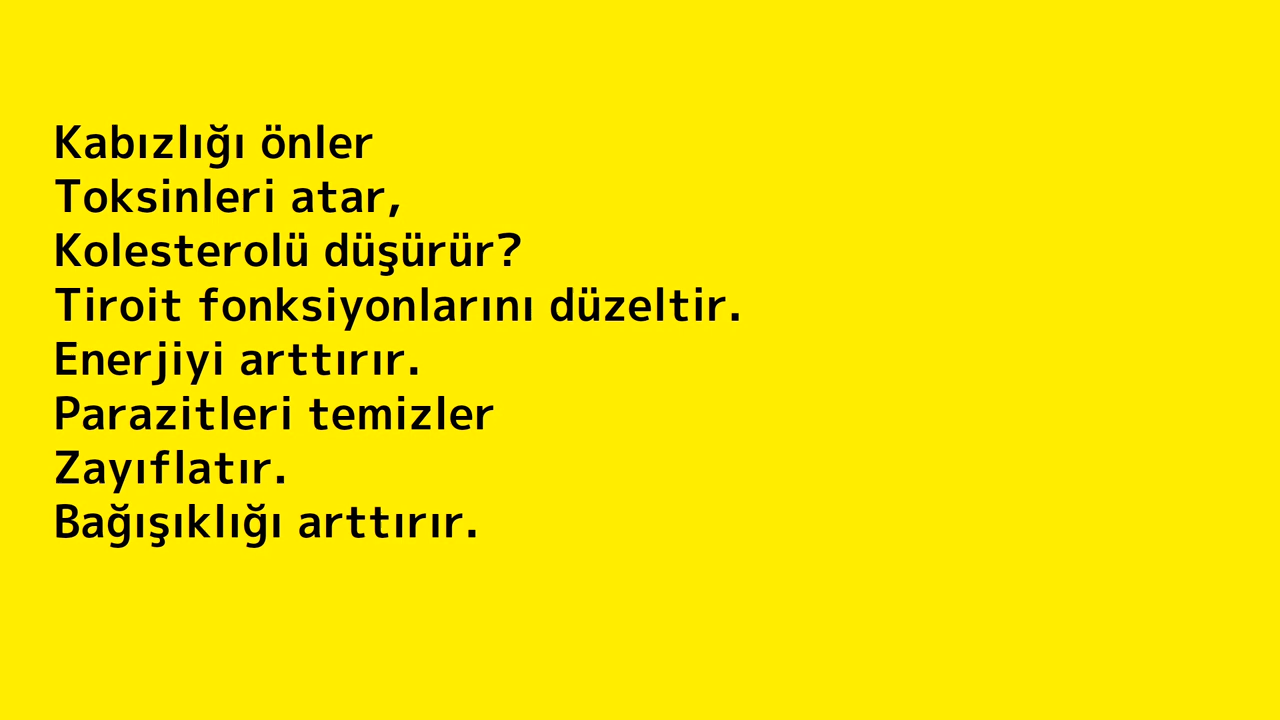 Kabızlığı önler
Toksinleri atar,
Kolesterolü düşürür?
Tiroit fonksiyonlarını düzeltir.
Enerjiyi arttırır.
Parazitleri temizler
Zayıflatır.
Bağışıklığı arttırır.